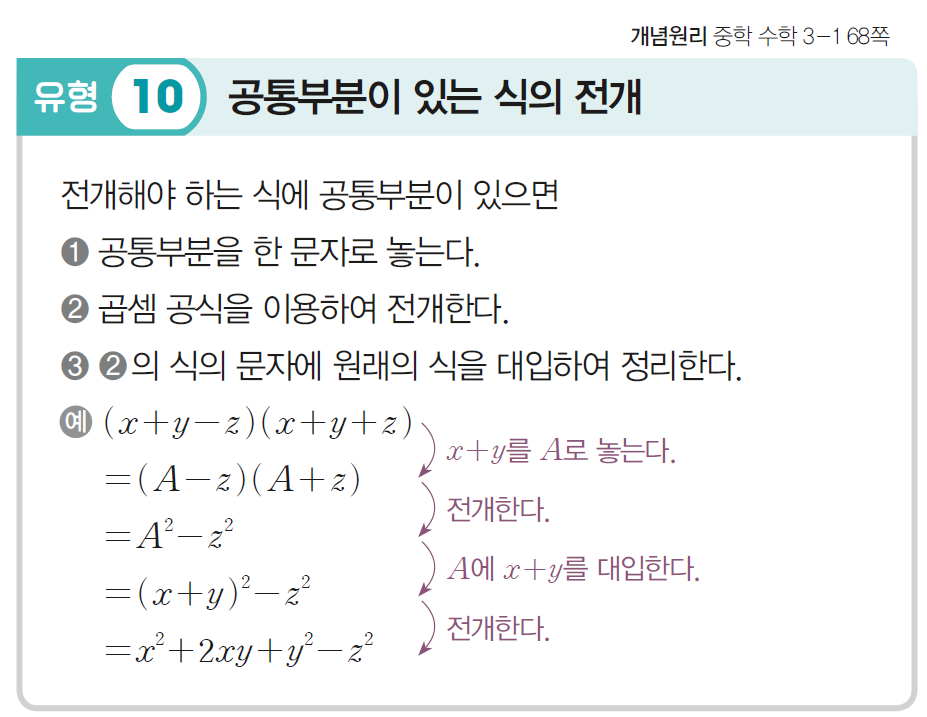 개념원리 중학 수학 3-1 68쪽
유형 10 공통부분이 있는 식의 전개
전개해야 하는 식에 공통부분이 있으면
❶ 공통부분을 한 문자로 놓는다.
❷ 곱셈 공식을 이용하여 전개한다.
❸ ❷의 식의 문자에 원래의 식을 대입하여 정리한다.
예 (x+y-z)(x+y+z)
x+y를 A로 놓는다.
=(A-z)(A+z)
전개한다.
=A²-z²
A에 x+y를 대입한다.
=(x+y)²-z²
전개한다.
=x²+2xy+y²-z²